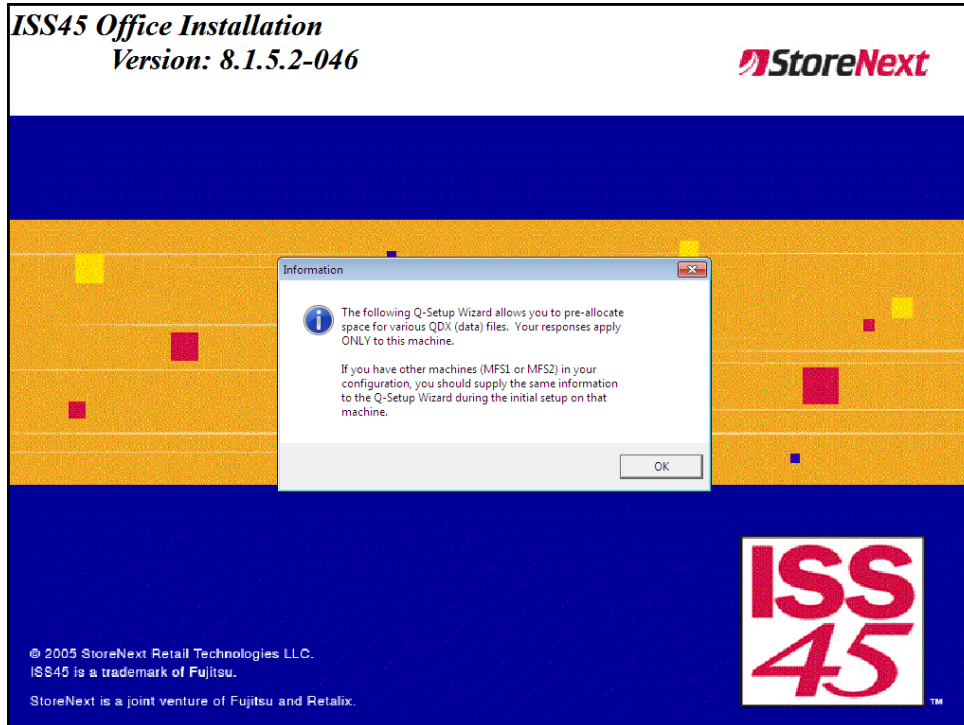 ISS45 Office Installation
Version: 8.1.5.2-046
StoreNext
Information
The following Q-Setup Wizard allows you to pre-allocate
space for various QDX (data) files. Your responses apply
ONLY to this machine.
If you have other machines (MFS1 or MFS2) in your
configuration, you should supply the same information
to the Q-Setup Wizard during the initial setup on that
machine.
OK
ISS
45
TM
© 2005 StoreNext Retail Technologies LLC.
ISS45 is a trademark of Fujitsu.
StoreNext is a joint venture of Fujitsu and Retalix.